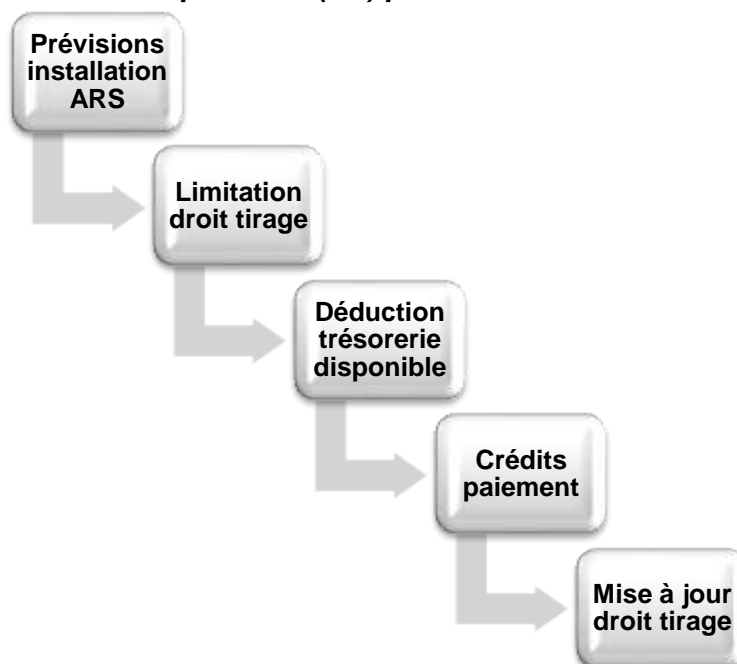 Prévisions
installation
ARS
Limitation
droit tirage
Déduction
trésorerie
disponible
Crédits
paiement
Mise à jour
droit tirage